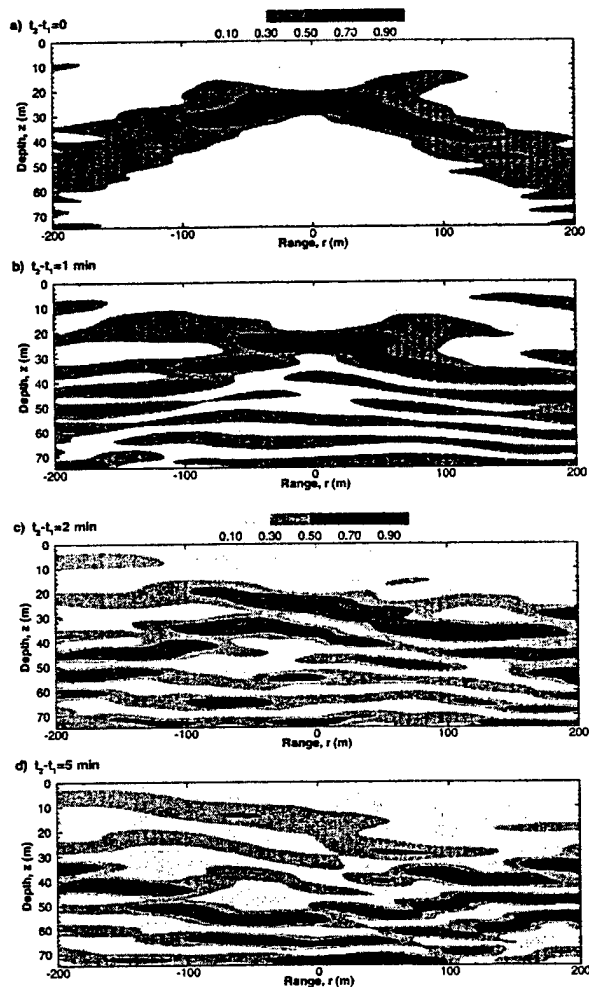 a) t₂-t₁=0
0.10 0.30 0.50 0.70 0.90
0
10
20
30
40
50
60
70
Depth, z (m)
-200 -100 0 100 200
Range, r (m)
b) t₂-t₁=1 min
0
10
20
30
40
50
60
70
Depth, z (m)
-200 -100 0 100 200
Range, r (m)
c) t₂-t₁=2 min
0.10 0.30 0.50 0.70 0.90
0
10
20
30
40
50
60
70
Depth, z (m)
-200 -100 0 100 200
Range, r (m)
d) t₂-t₁=5 min
0
10
20
30
40
50
60
70
Depth, z (m)
-200 -100 0 100 200
Range, r (m)